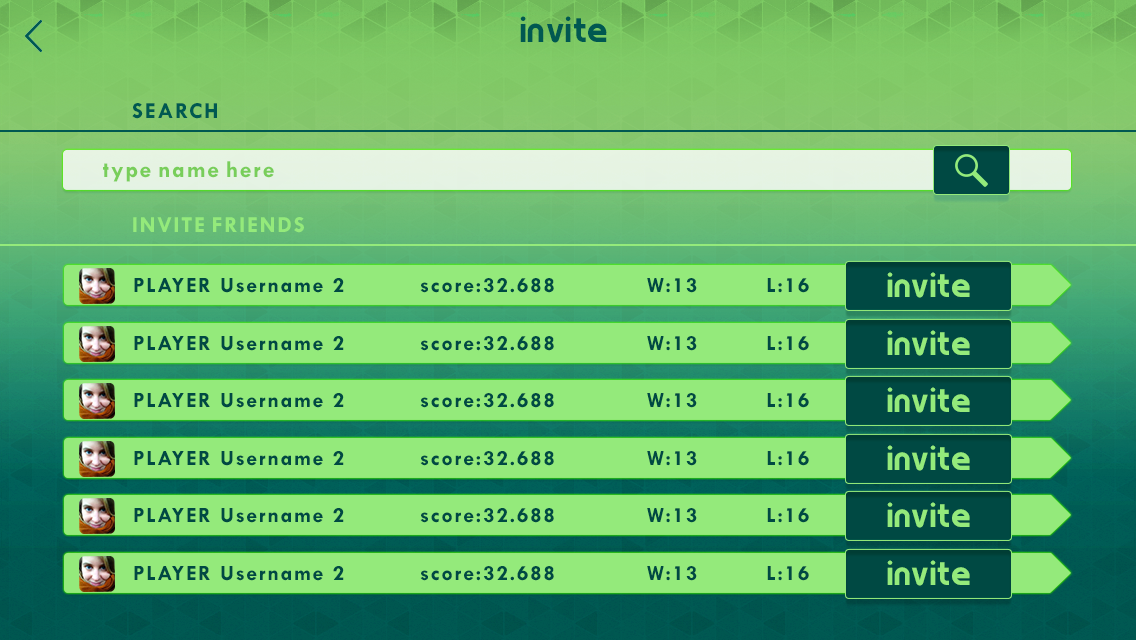 invite
SEARCH
type name here
INVITE FRIENDS
PLAYER Username 2 score:32.688 W:13 L:16 invite
PLAYER Username 2 score:32.688 W:13 L:16 invite
PLAYER Username 2 score:32.688 W:13 L:16 invite
PLAYER Username 2 score:32.688 W:13 L:16 invite
PLAYER Username 2 score:32.688 W:13 L:16 invite
PLAYER Username 2 score:32.688 W:13 L:16 invite